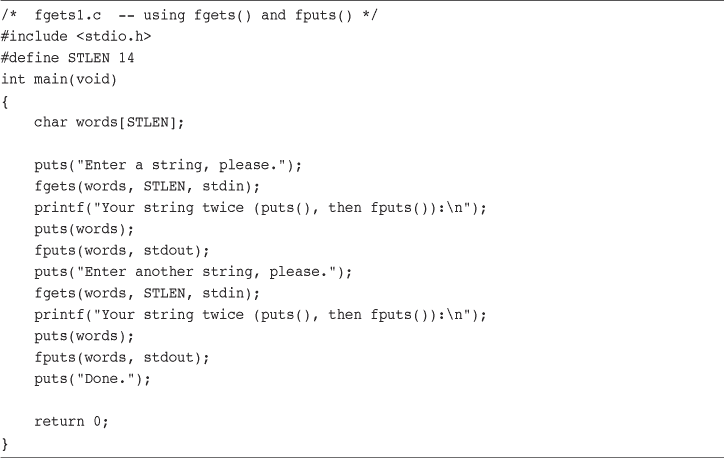 /*  fgets1.c  -- using fgets() and fputs() */
#include <stdio.h>
#define STLEN 14
int main(void)
{
    char words[STLEN];

    puts("Enter a string, please.");
    fgets(words, STLEN, stdin);
    printf("Your string twice (puts(), then fputs()):\n");
    puts(words);
    fputs(words, stdout);
    puts("Enter another string, please.");
    fgets(words, STLEN, stdin);
    printf("Your string twice (puts(), then fputs()):\n");
    puts(words);
    fputs(words, stdout);
    puts("Done.");

    return 0;
}